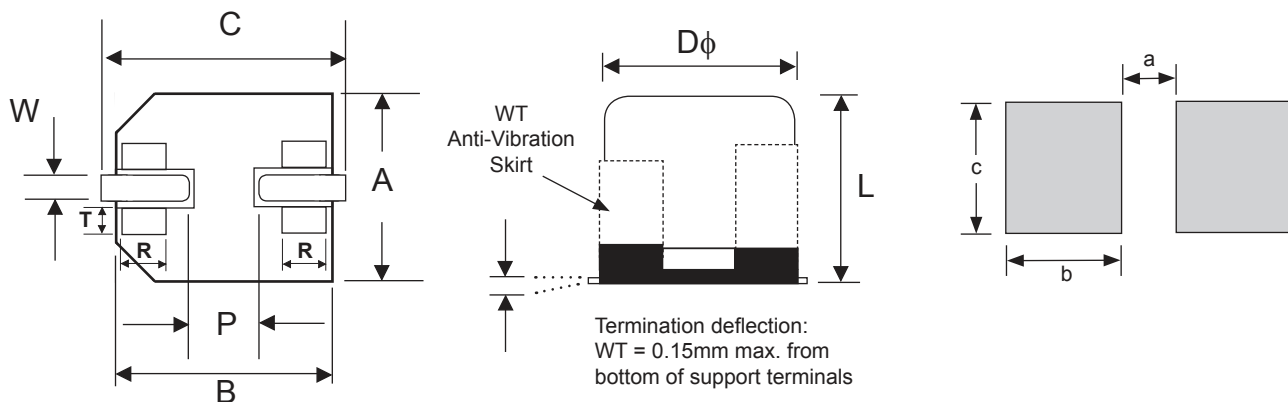 C
W
A
T
R
R
P
B
Dϕ
WT
Anti-Vibration
Skirt
L
Termination deflection:
WT = 0.15mm max. from
bottom of support terminals
a
c
b